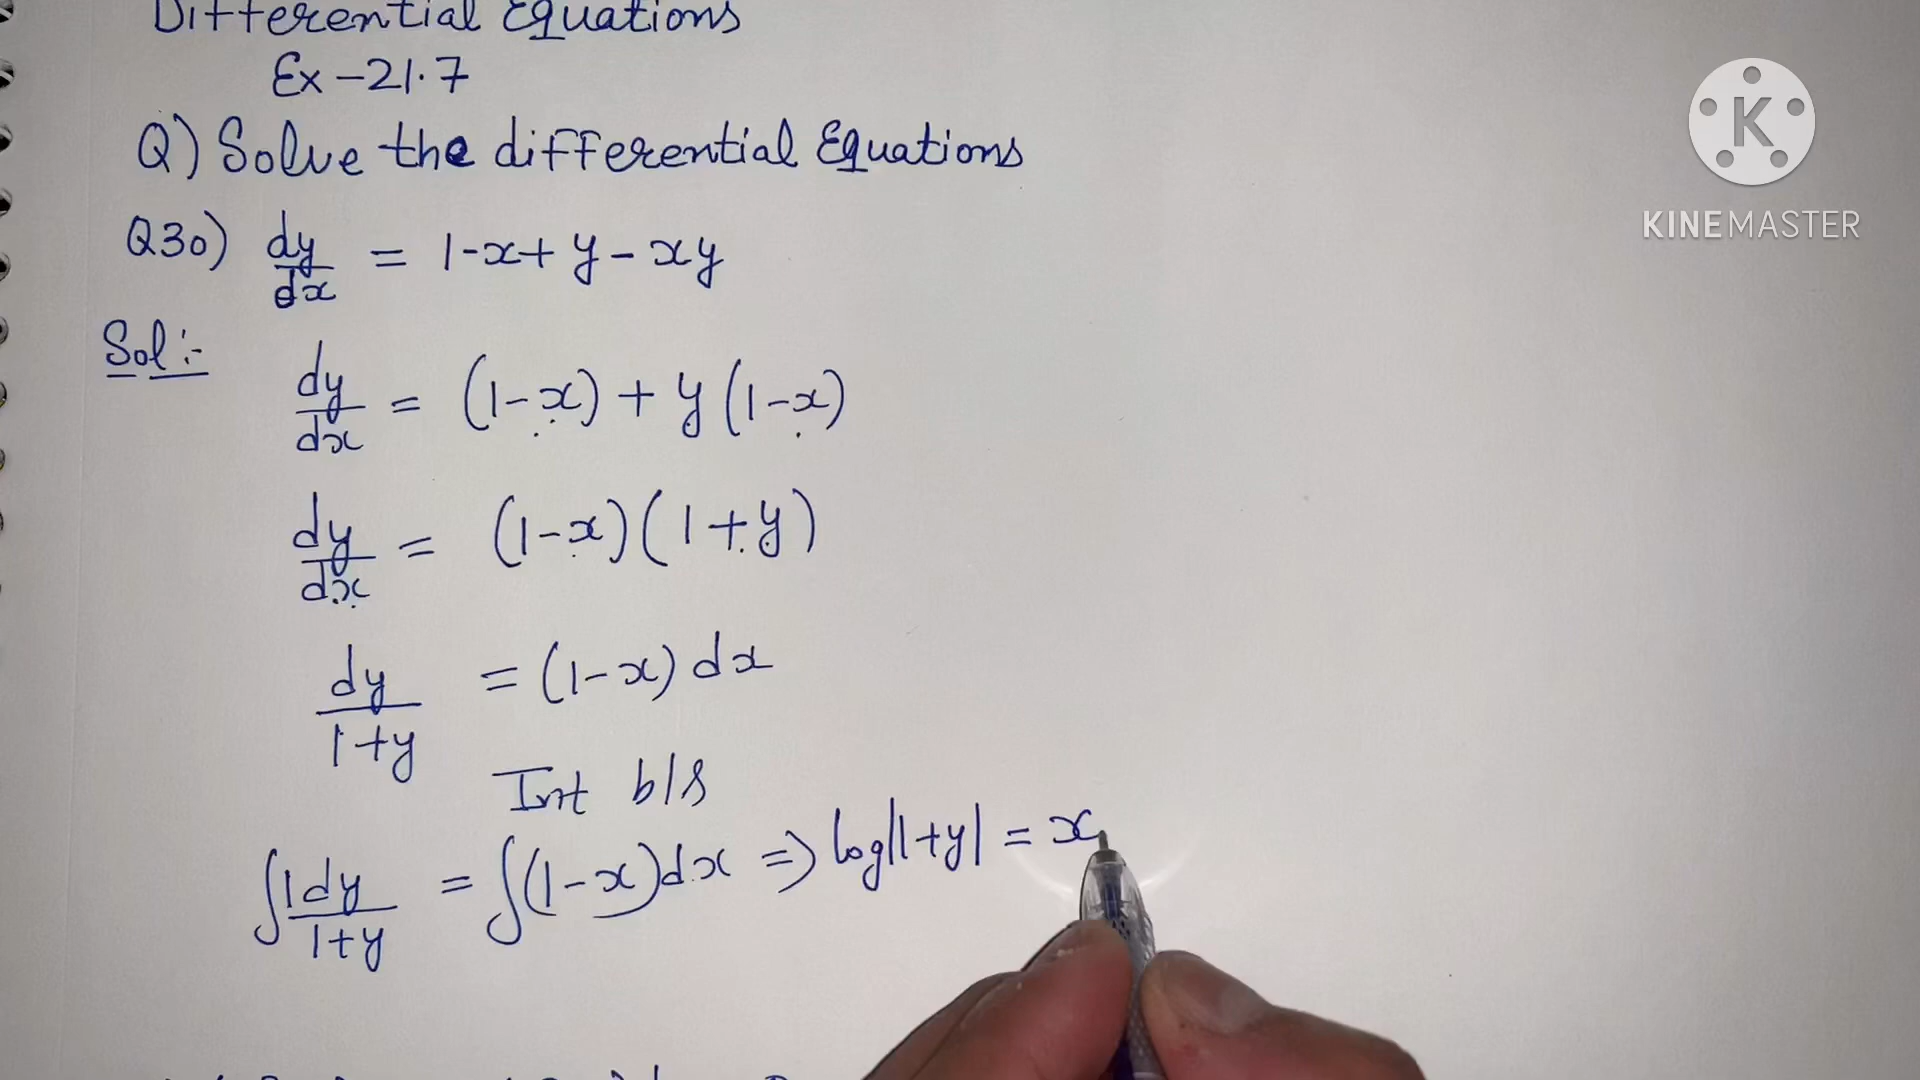 Differential Equations
Ex-21.7
Q) Solve the differential Equations
Q30) dy/dx = 1-x+y-xy
Sol:-
dy/dx = (1-x) + y(1-x)
dy/dx = (1-x)(1+y)
dy/1+y = (1-x)dx
Int b/s
∫1dy/1+y = ∫(1-x)dx => log|1+y| = x
K
KINEMASTER